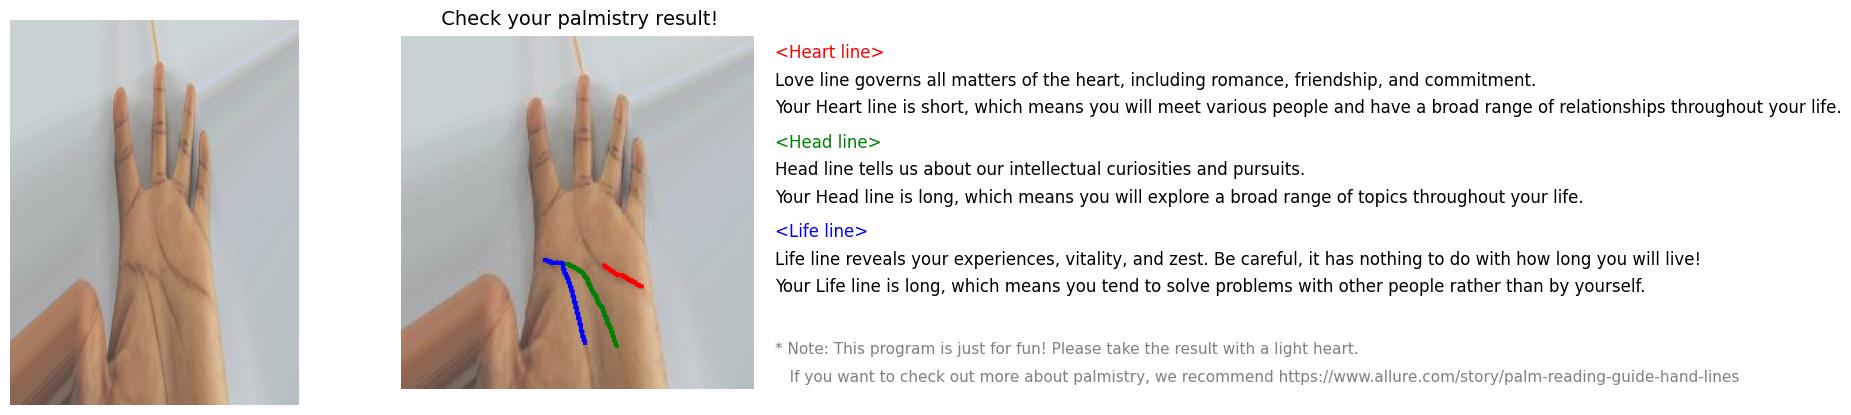 Check your palmistry result!
<Heart line>
Love line governs all matters of the heart, including romance, friendship, and commitment.
Your Heart line is short, which means you will meet various people and have a broad range of relationships throughout your life.
<Head line>
Head line tells us about our intellectual curiosities and pursuits.
Your Head line is long, which means you will explore a broad range of topics throughout your life.
<Life line>
Life line reveals your experiences, vitality, and zest. Be careful, it has nothing to do with how long you will live!
Your Life line is long, which means you tend to solve problems with other people rather than by yourself.
* Note: This program is just for fun! Please take the result with a light heart.
If you want to check out more about palmistry, we recommend https://www.allure.com/story/palm-reading-guide-hand-lines